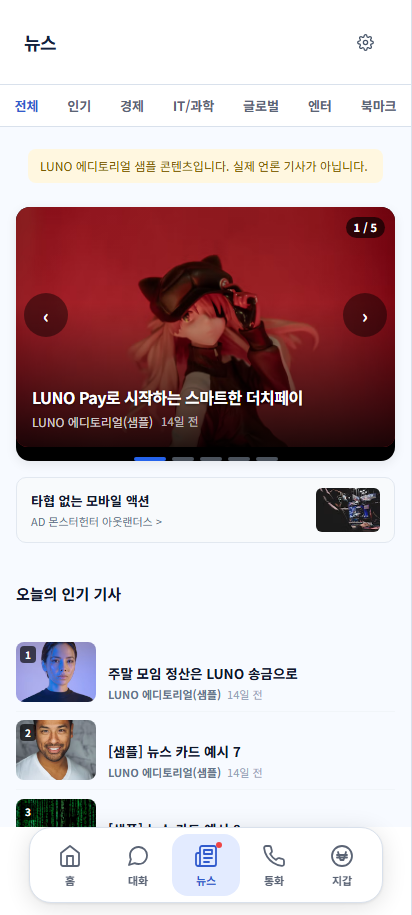 뉴스
전체 인기 경제 IT/과학 글로벌 엔터 북마크
LUNO 에디토리얼 샘플 콘텐츠입니다. 실제 언론 기사가 아닙니다.
1 / 5
‹ ›
LUNO Pay로 시작하는 스마트한 더치페이
LUNO 에디토리얼(샘플) 14일 전
타협 없는 모바일 액션
AD 몬스터헌터 아웃랜더스 >
오늘의 인기 기사
1
주말 모임 정산은 LUNO 송금으로
LUNO 에디토리얼(샘플) 14일 전
2
[샘플] 뉴스 카드 예시 7
LUNO 에디토리얼(샘플) 14일 전
3
홈 대화 뉴스 통화 지갑